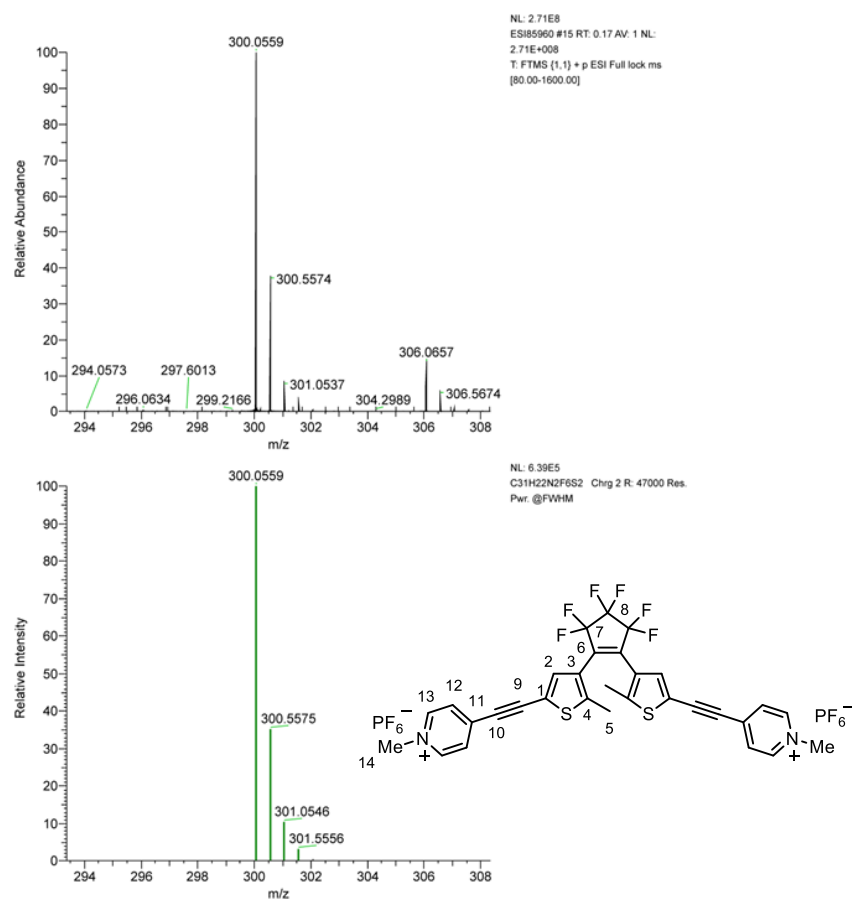 NL: 2.71E8
ESI85960 #15 RT: 0.17 AV: 1 NL:
2.71E+008
T: FTMS {1,1} + p ESI Full lock ms
[80.00-1600.00]
300.0559
100
90
80
70
60
50
40
30
20
10
0
Relative Abundance
300.5574
306.0657
294.0573
297.6013
301.0537
306.5674
296.0634
299.2166
304.2989
294 296 298 300 302 304 306 308
m/z
NL: 6.39E5
C31H22N2F6S2 Chrg 2 R: 47000 Res.
Pwr. @FWHM
300.0559
100
90
80
70
60
50
40
30
20
10
0
Relative Intensity
300.5575
301.0546
301.5556
294 296 298 300 302 304 306 308
m/z
F F
F 8 F
F 7 F
6
2 3
9
1
12
13
11
S 4
10
5
S
PF6−
N
+
Me
14
PF6−
N
+
Me